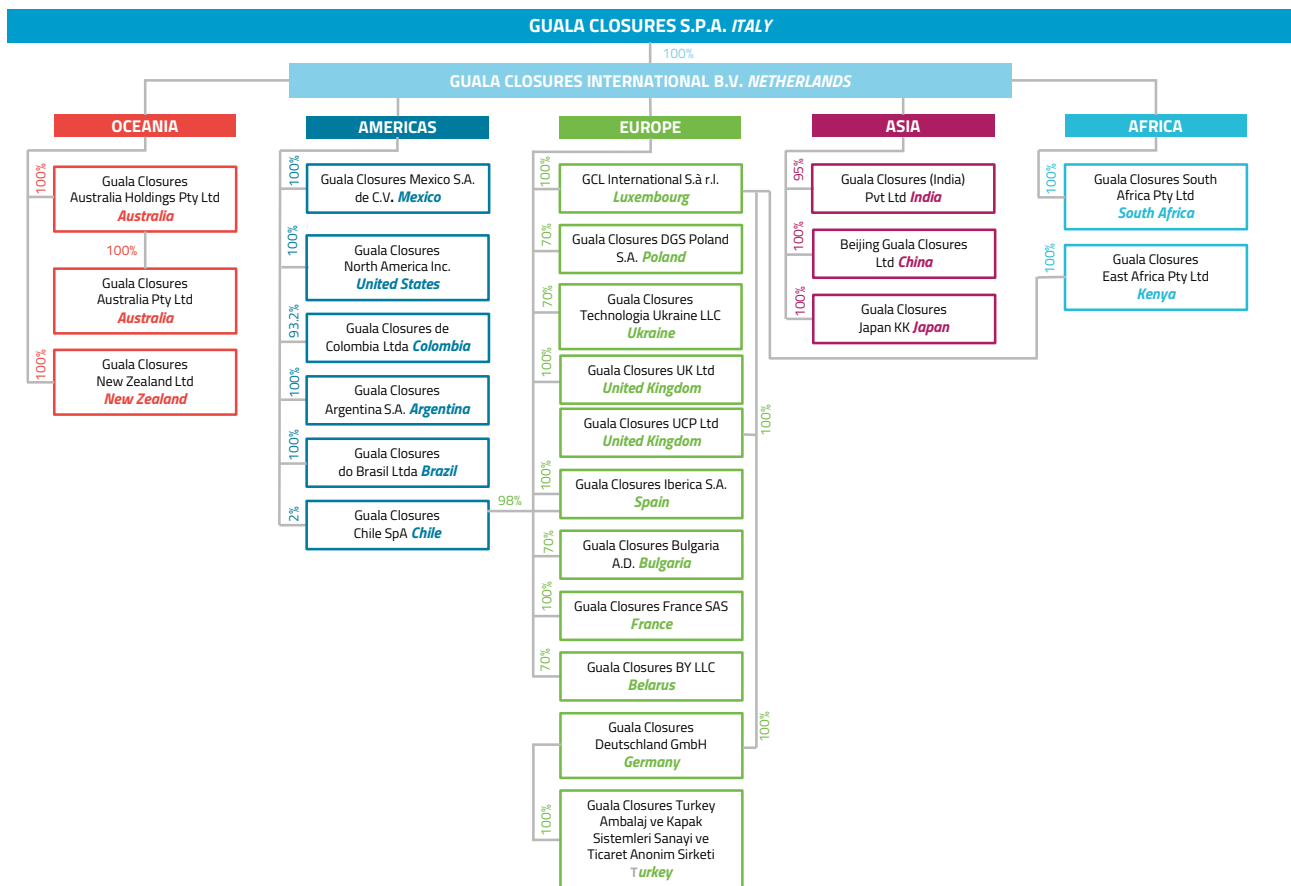 GUALA CLOSURES S.P.A. ITALY
100%
GUALA CLOSURES INTERNATIONAL B.V. NETHERLANDS
OCEANIA
100%
Guala Closures
Australia Holdings Pty Ltd
Australia
100%
Guala Closures
Australia Pty Ltd
Australia
100%
Guala Closures
New Zealand Ltd
New Zealand
AMERICAS
100%
Guala Closures Mexico S.A.
de C.V. Mexico
100%
Guala Closures
North America Inc.
United States
93.2%
Guala Closures de
Colombia Ltda Colombia
100%
Guala Closures
Argentina S.A. Argentina
100%
Guala Closures
do Brasil Ltda Brazil
2%
Guala Closures
Chile SpA Chile
98%
EUROPE
100%
GCL International S.à r.l.
Luxembourg
70%
Guala Closures DGS Poland
S.A. Poland
70%
Guala Closures
Technologia Ukraine LLC
Ukraine
100%
Guala Closures UK Ltd
United Kingdom
Guala Closures UCP Ltd
United Kingdom
100%
100%
Guala Closures Iberica S.A.
Spain
70%
Guala Closures Bulgaria
A.D. Bulgaria
100%
Guala Closures France SAS
France
70%
Guala Closures BY LLC
Belarus
Guala Closures
Deutschland GmbH
Germany
100%
100%
Guala Closures Turkey
Ambalaj ve Kapak
Sistemleri Sanayi ve
Ticaret Anonim Sirketi
Turkey
ASIA
95%
Guala Closures (India)
Pvt Ltd India
100%
Beijing Guala Closures
Ltd China
100%
Guala Closures
Japan KK Japan
AFRICA
100%
Guala Closures South
Africa Pty Ltd
South Africa
100%
Guala Closures
East Africa Pty Ltd
Kenya